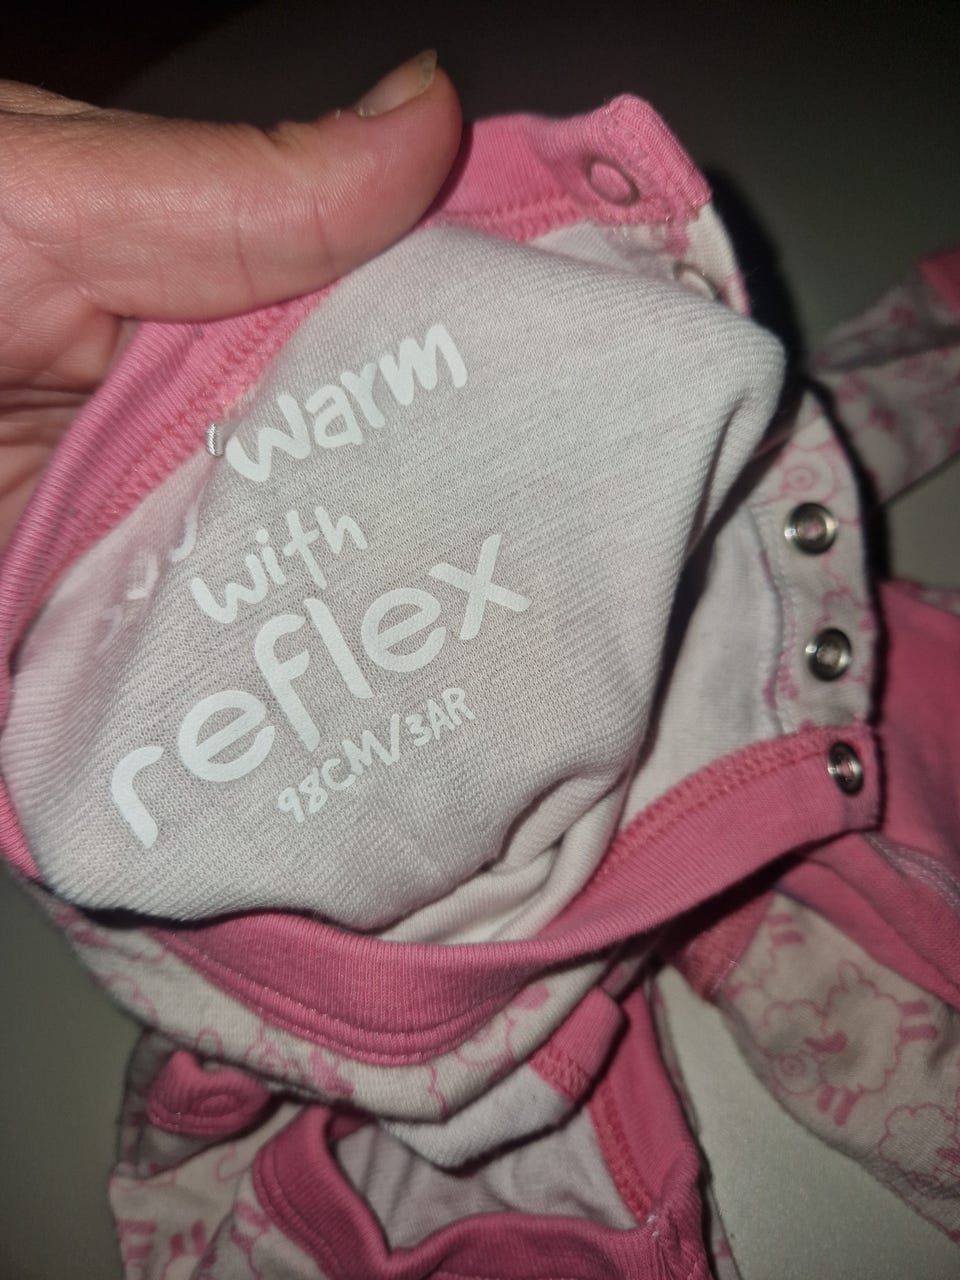 warm
with
reflex
98CM/3AR